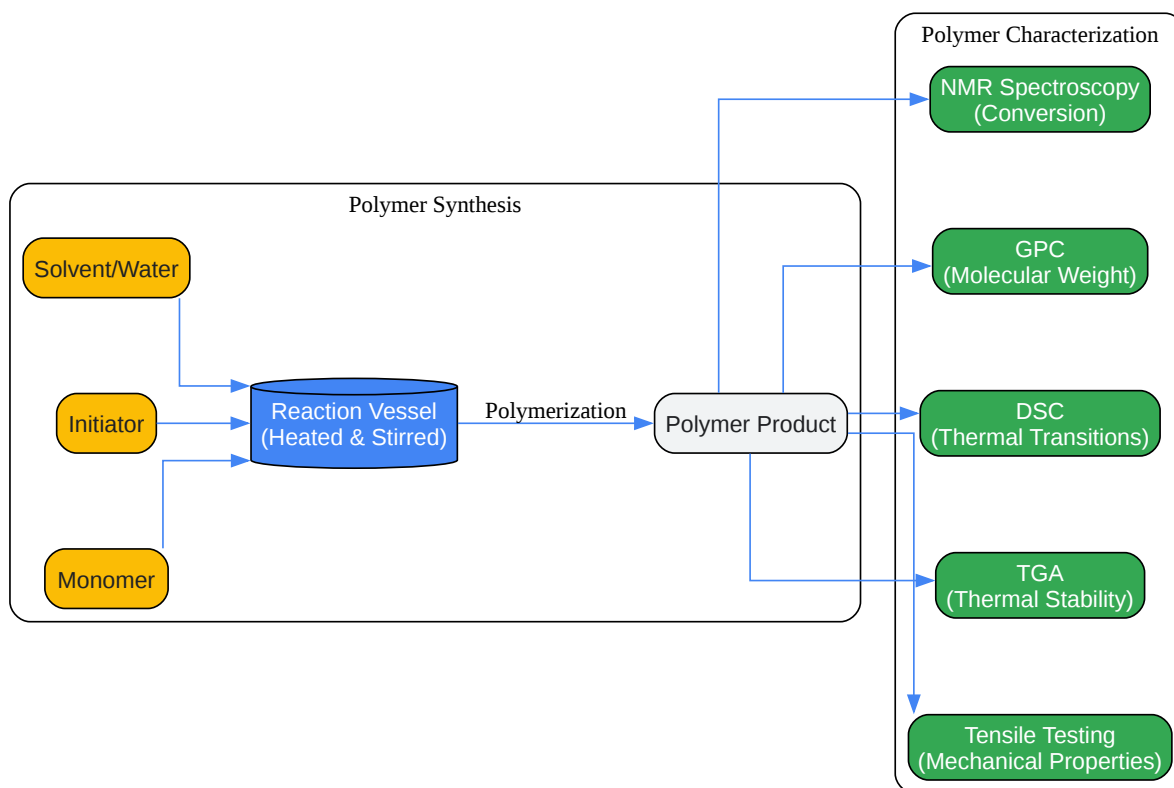 Polymer Characterization
NMR Spectroscopy
(Conversion)
Polymer Synthesis
Solvent/Water
GPC
(Molecular Weight)
Initiator
Reaction Vessel
(Heated & Stirred)
Polymerization
Polymer Product
DSC
(Thermal Transitions)
Monomer
TGA
(Thermal Stability)
Tensile Testing
(Mechanical Properties)